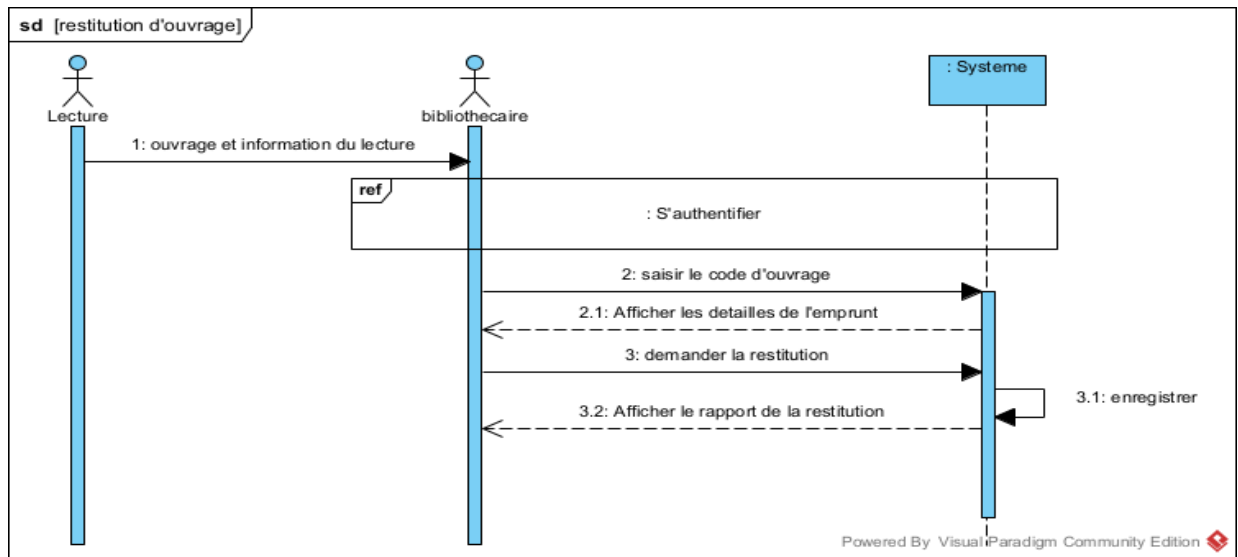 sd [restitution d'ouvrage]
Lecture
bibliothecaire
: Systeme
1: ouvrage et information du lecture
ref
: S'authentifier
2: saisir le code d'ouvrage
2.1: Afficher les detailles de l'emprunt
3: demander la restitution
3.1: enregistrer
3.2: Afficher le rapport de la restitution
Powered By Visual Paradigm Community Edition